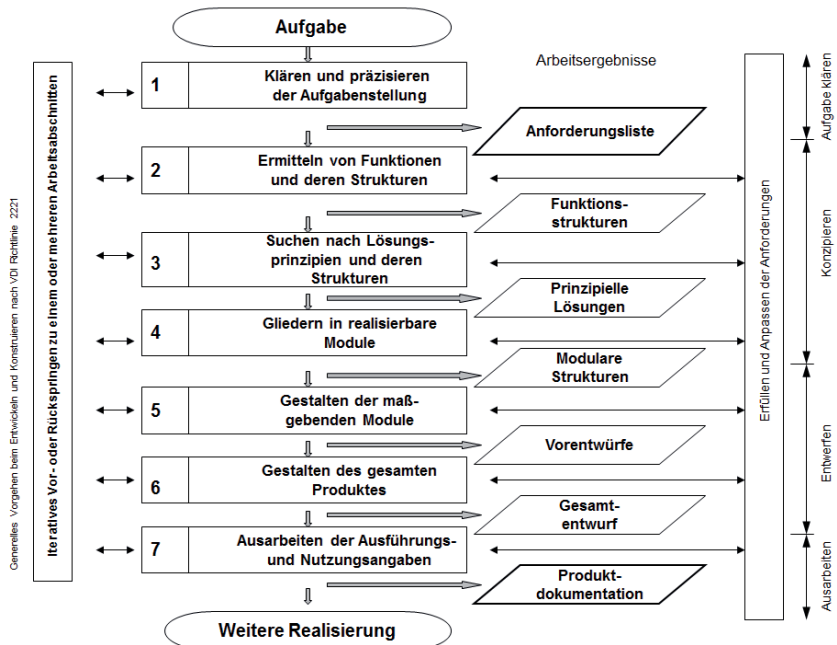 Aufgabe
Arbeitsergebnisse
1
Klären und präzisieren
der Aufgabenstellung
Anforderungsliste
2
Ermitteln von Funktionen
und deren Strukturen
Funktions-
strukturen
3
Suchen nach Lösungs-
prinzipien und deren
Strukturen
Prinzipielle
Lösungen
4
Gliedern in realisierbare
Module
Modulare
Strukturen
5
Gestalten der maß-
gebenden Module
Vorentwürfe
6
Gestalten des gesamten
Produktes
Gesamt-
entwurf
7
Ausarbeiten der Ausführungs-
und Nutzungsangaben
Produkt-
dokumentation
Weitere Realisierung
Generelles Vorgehen beim Entwickeln und Konstruieren nach VDI Richtlinie 2221
Iteratives Vor- oder Rückspringen zu einem oder mehreren Arbeitsabschnitten
Erfüllen und Anpassen der Anforderungen
Aufgabe klären
Konzipieren
Entwerfen
Ausarbeiten